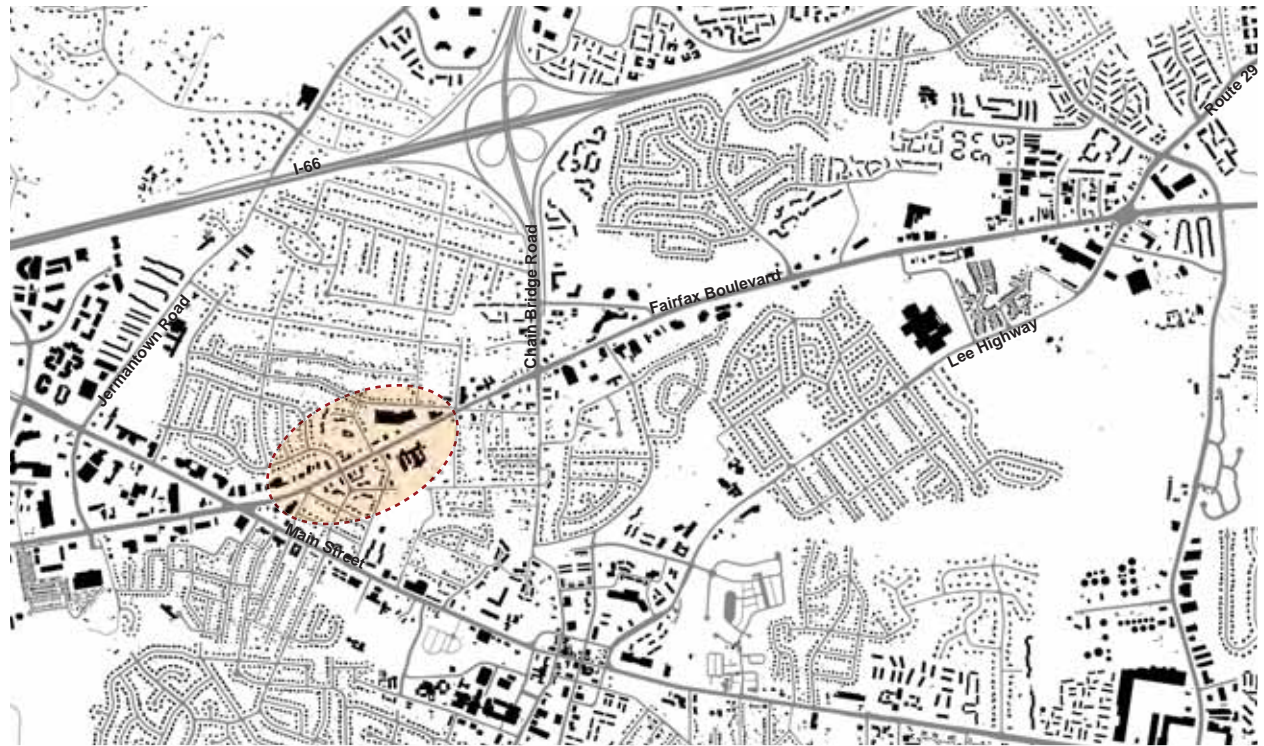 Route 29
I-66
Chain Bridge Road
Fairfax Boulevard
Jermantown Road
Lee Highway
Main Street